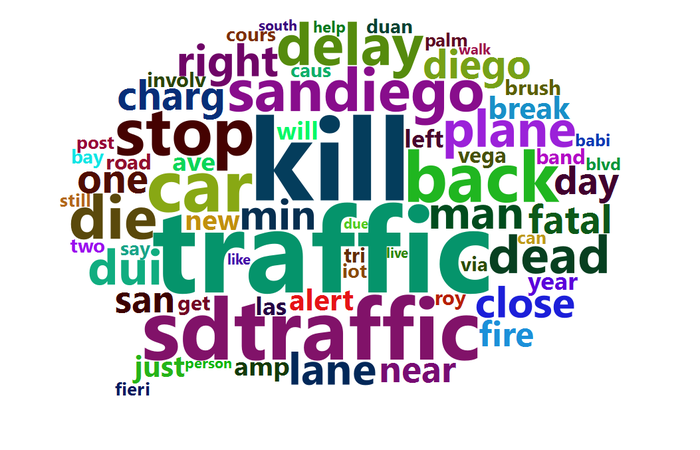 south help duan
cours delay palm walk
right caus diego
involv sandiego brush
charg break
stop kill will left plane babi
post vega band blvd
bay road ave back day
one car
still die new min man fatal
due can
two say traffic dead
dui like tri live via
iot year
san get las alert roy close
sdtraffic fire
just person amp lane near
fieri